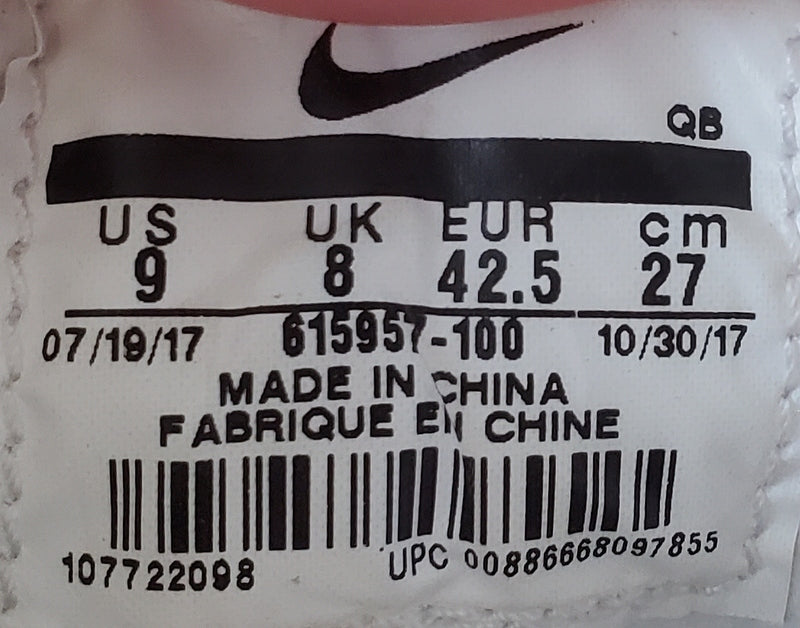 QB
US UK EUR cm
9 8 42.5 27
07/19/17 615957-100 10/30/17
MADE IN CHINA
FABRIQUE EN CHINE
107722098 UPC 00886668097855